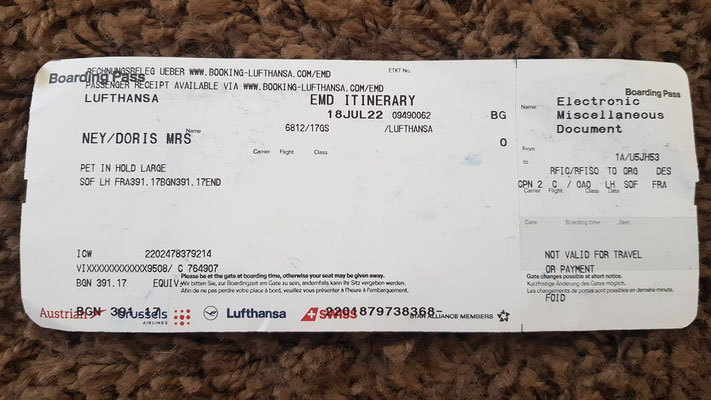 RECHNUNGSBELEG UEBER WWW.BOOKING-LUFTHANSA.COM/EMD
ETKT No.
Boarding Pass
PASSENGER RECEIPT AVAILABLE VIA WWW.BOOKING-LUFTHANSA.COM/EMD
LUFTHANSA EMD ITINERARY
18JUL22 09490062 BG
6812/17GS /LUFTHANSA
NEY/DORIS MRS Name
0
Carrier Flight Class
PET IN HOLD LARGE
SOF LH FRA391.17BGN391.17END
ICW 2202478379214
VIXXXXXXXXXXXX9508/ C 764907
BGN 391.17 EQUIV
Please be at the gate at boarding time, otherwise your seat may be given away.
Wir bitten Sie, zur Boardingzeit am Gate zu sein, andernfalls kann Ihr Sitz vergeben werden.
Afin de ne pas perdre votre place à bord, veuillez vous présenter à l'heure à l'embarquement.
BGN 391.17 2201879738368-
Austrian brussels AIRLINES Lufthansa SWISS STAR ALLIANCE MEMBERS
Boarding Pass
Name
Electronic
Miscellaneous
Document
From
1A/U5JH53
to
RFIC/RFISC TO ORG DES
CPN 2 C / OAO LH SOF FRA
Carrier Flight Class Date
Gate Boarding time Seat
NOT VALID FOR TRAVEL
OR PAYMENT
Gate changes possible at short notice.
Kurzfristige Änderung des Gates möglich.
Les changements de portes sont possibles en dernière minute.
FOID